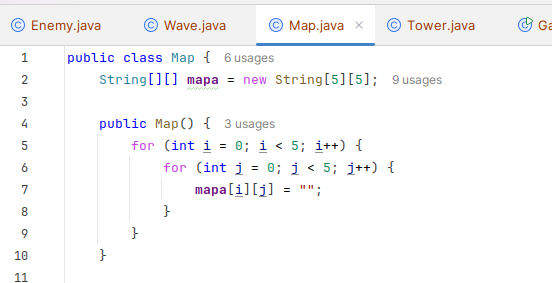 Enemy.java Wave.java Map.java × Tower.java Ga
1 public class Map { 6 usages
2 String[][] mapa = new String[5][5]; 9 usages
3
4 public Map() { 3 usages
5 for (int i = 0; i < 5; i++) {
6 for (int j = 0; j < 5; j++) {
7 mapa[i][j] = "";
8 }
9 }
10 }
11